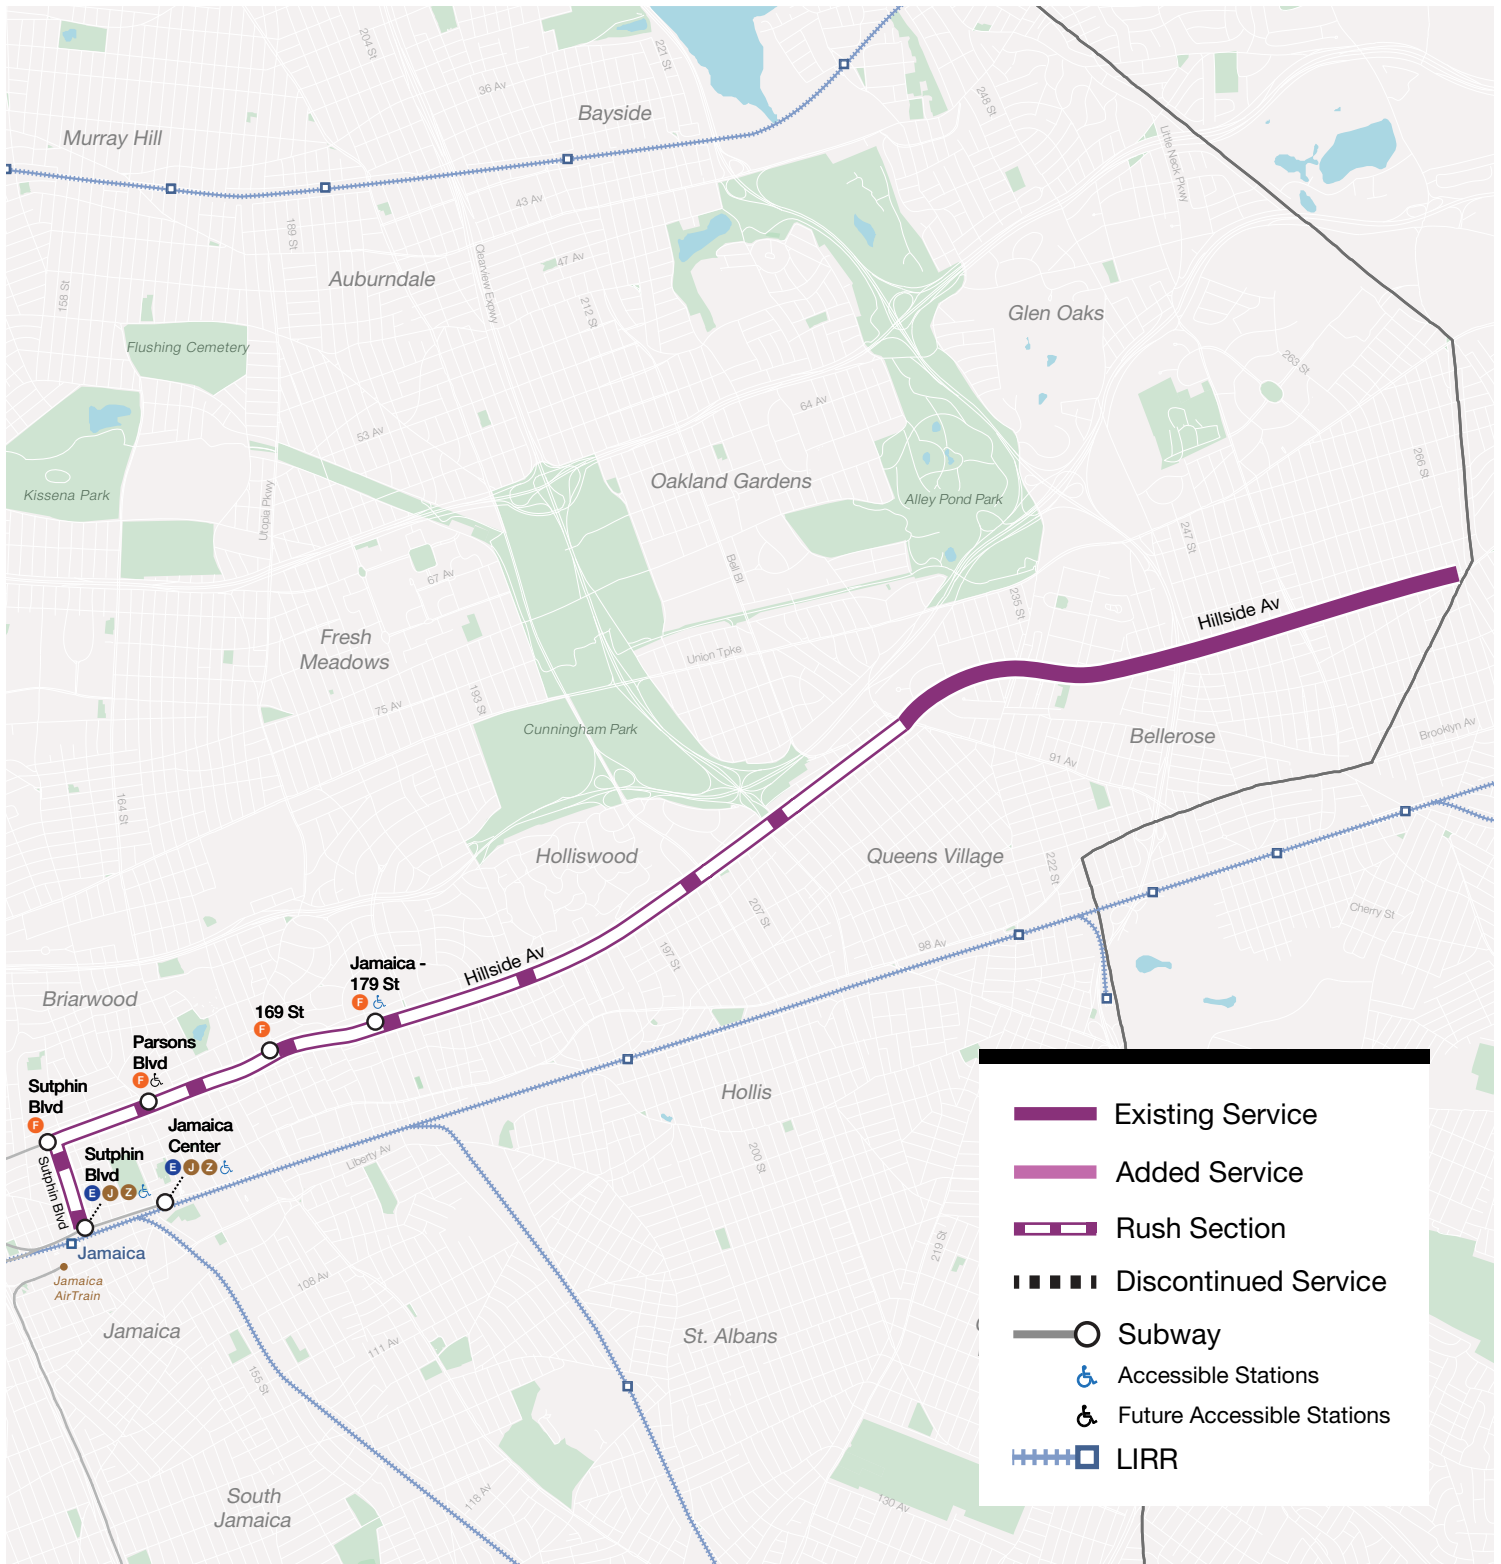 204 St
221 St
36 Av
Bayside
248 St
Murray Hill
Little Neck Pkwy
43 Av
189 St
Clearview Expwy
47 Av
Auburndale
158 St
212 St
Glen Oaks
Flushing Cemetery
263 St
64 Av
53 Av
266 St
Oakland Gardens
Kissena Park
Alley Pond Park
Utopia Pkwy
247 St
Bell Bl
67 Av
235 St
Hillside Av
Fresh
Meadows
Union Tpke
193 St
75 Av
Cunningham Park
Bellerose
Brooklyn Av
91 Av
164 St
Holliswood
Queens Village
222 St
207 St
Cherry St
98 Av
197 St
Hillside Av
Jamaica -
179 St
F
Briarwood
169 St
F
Parsons
Blvd
F
Sutphin
Blvd
F
Hollis
Jamaica
Center
E J Z
Sutphin
Blvd
E J Z
Sutphin Blvd
Liberty Av
200 St
Jamaica
Jamaica
AirTrain
108 Av
219 St
Jamaica
111 Av
St. Albans
155 St
118 Av
130 Av
South
Jamaica
Existing Service
Added Service
Rush Section
Discontinued Service
Subway
Accessible Stations
Future Accessible Stations
LIRR